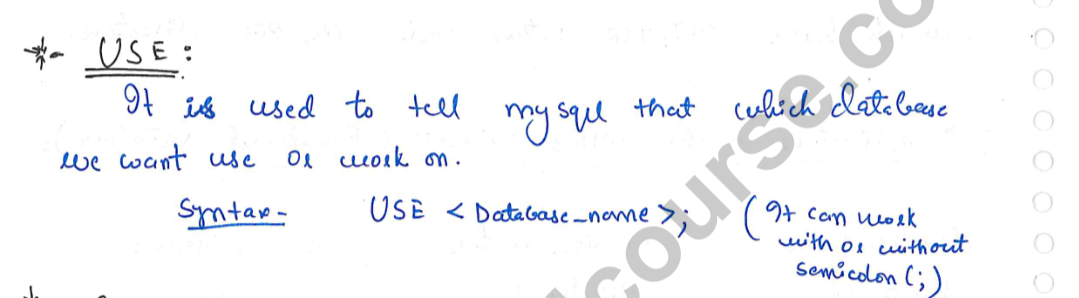 *- USE :
It is used to tell mysql that which database
we want use or work on.
Syntax- USE < Database_name >; (It can work
with or without
semicolon (;)
course.co